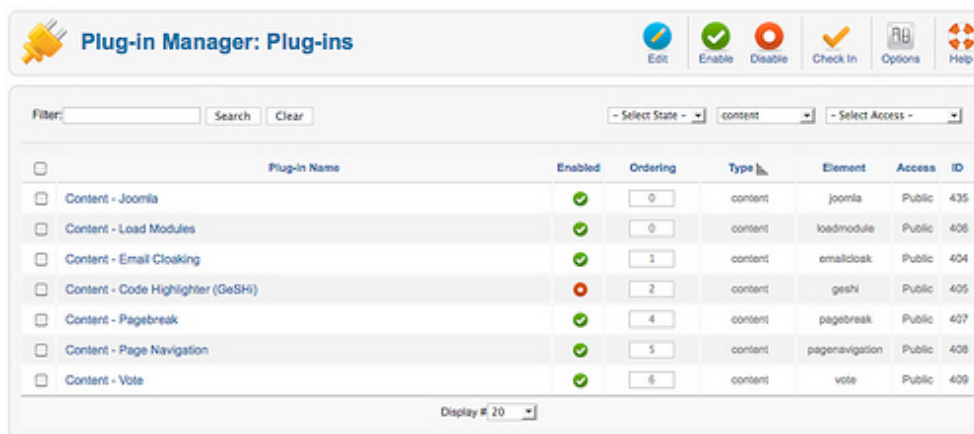 Plug-in Manager: Plug-ins
Edit Enable Disable Check In Options Help
Filter: Search Clear - Select State - content - Select Access -
Plug-in Name Enabled Ordering Type Element Access ID
Content - Joomla 0 content joomla Public 435
Content - Load Modules 0 content loadmodule Public 406
Content - Email Cloaking 1 content emailcloak Public 404
Content - Code Highlighter (GeSHi) 2 content geshi Public 405
Content - Pagebreak 4 content pagebreak Public 407
Content - Page Navigation 5 content pagenavigation Public 408
Content - Vote 6 content vote Public 409
Display # 20